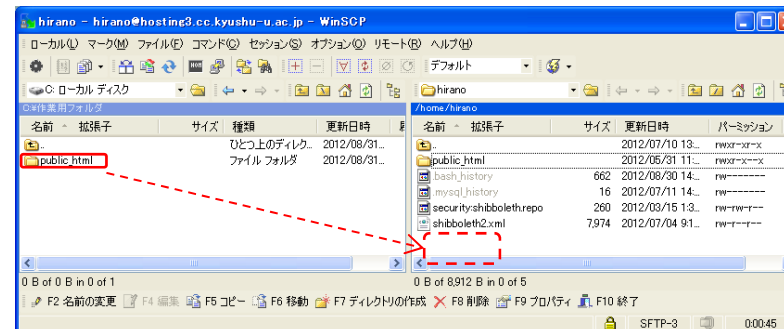 hirano - hirano@hosting3.cc.kyushu-u.ac.jp - WinSCP
ローカル(L) マーク(M) ファイル(F) コマンド(C) セッション(S) オプション(O) リモート(R) ヘルプ(H)
デフォルト
C: ローカル ディスク hirano
C:¥作業用フォルダ /home/hirano
名前 拡張子 サイズ 種類 更新日時 名前 拡張子 サイズ 更新日時 パーミッション
.. ひとつ上のディレク... 2012/08/31... .. 2012/07/10 13:... rwxr-xr-x
public_html ファイル フォルダ 2012/08/31... public_html 2012/05/31 11:... rwxr-x--x
.bash_history 662 2012/08/30 14:... rw-------
.mysql_history 16 2012/07/11 14:... rw-------
security:shibboleth.repo 260 2012/03/15 1:3... rw-rw-r--
shibboleth2.xml 7,974 2012/07/04 9:1... rw-r--r--
0 B of 0 B in 0 of 1 0 B of 8,912 B in 0 of 5
F2 名前の変更 F4 編集 F5 コピー F6 移動 F7 ディレクトリの作成 F8 削除 F9 プロパティ F10 終了
SFTP-3 0:00:45